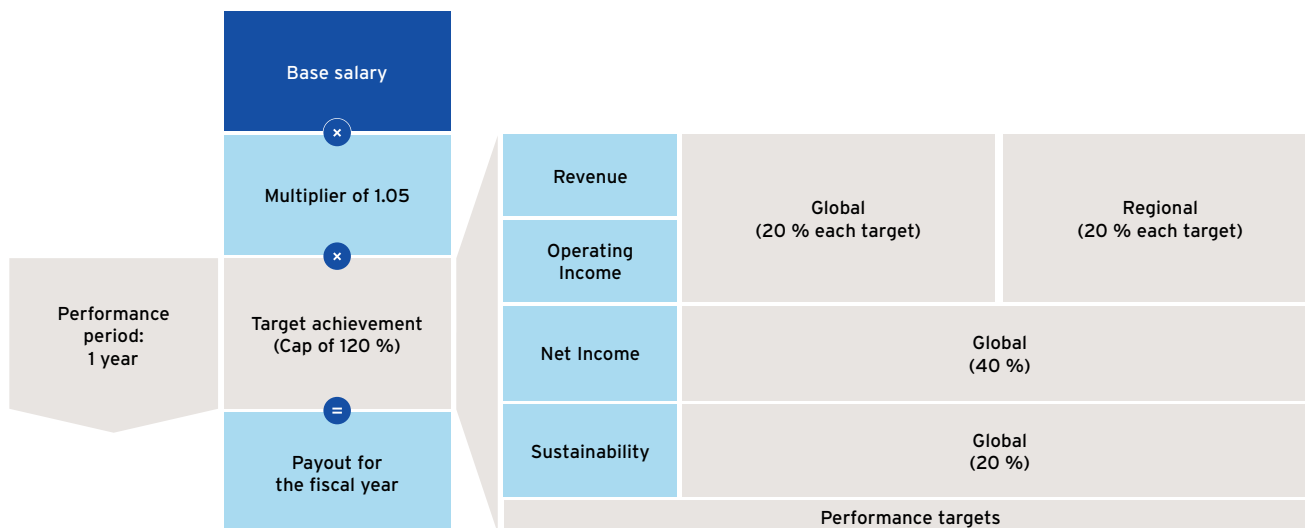 Base salary
×
Multiplier of 1.05
×
Performance
period:
1 year
Target achievement
(Cap of 120 %)
=
Payout for
the fiscal year
Revenue
Operating
Income
Global
(20 % each target)
Regional
(20 % each target)
Net Income
Global
(40 %)
Sustainability
Global
(20 %)
Performance targets